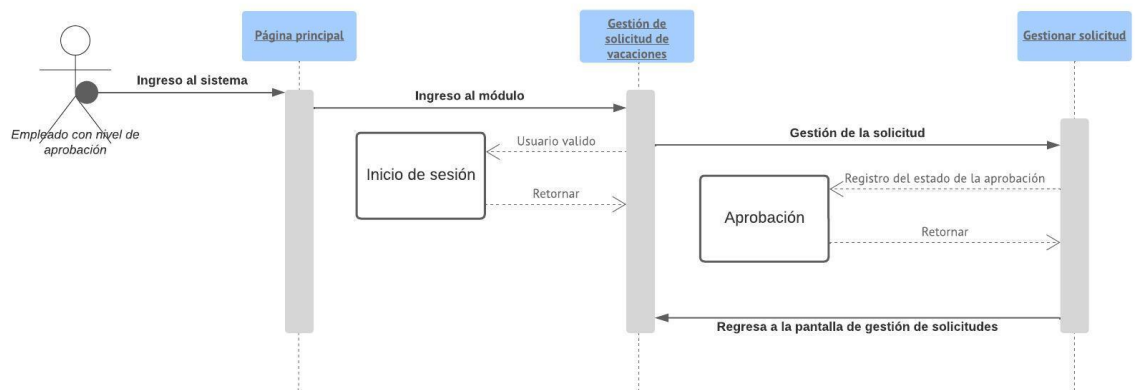 Página principal
Gestión de
solicitud de
vacaciones
Gestionar solicitud
Ingreso al sistema
Ingreso al módulo
Empleado con nivel de
aprobación
Usuario valido
Gestión de la solicitud
Inicio de sesión
Registro del estado de la aprobación
Retornar
Aprobación
Retornar
Regresa a la pantalla de gestión de solicitudes